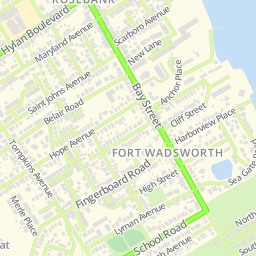 ROSEBANK
Hylan Boulevard
Scarboro Avenue
Maryland Avenue
New Lane
Anchor Place
Saint Johns Avenue
Bay Street
Belair Road
Cliff Street
Harborview Place
Hope Avenue
FORT WADSWORTH
Tompkins Avenue
Fingerboard Road
High Street
Sea Gate
Merle Place
Lyman Avenue
School Road
Avenue